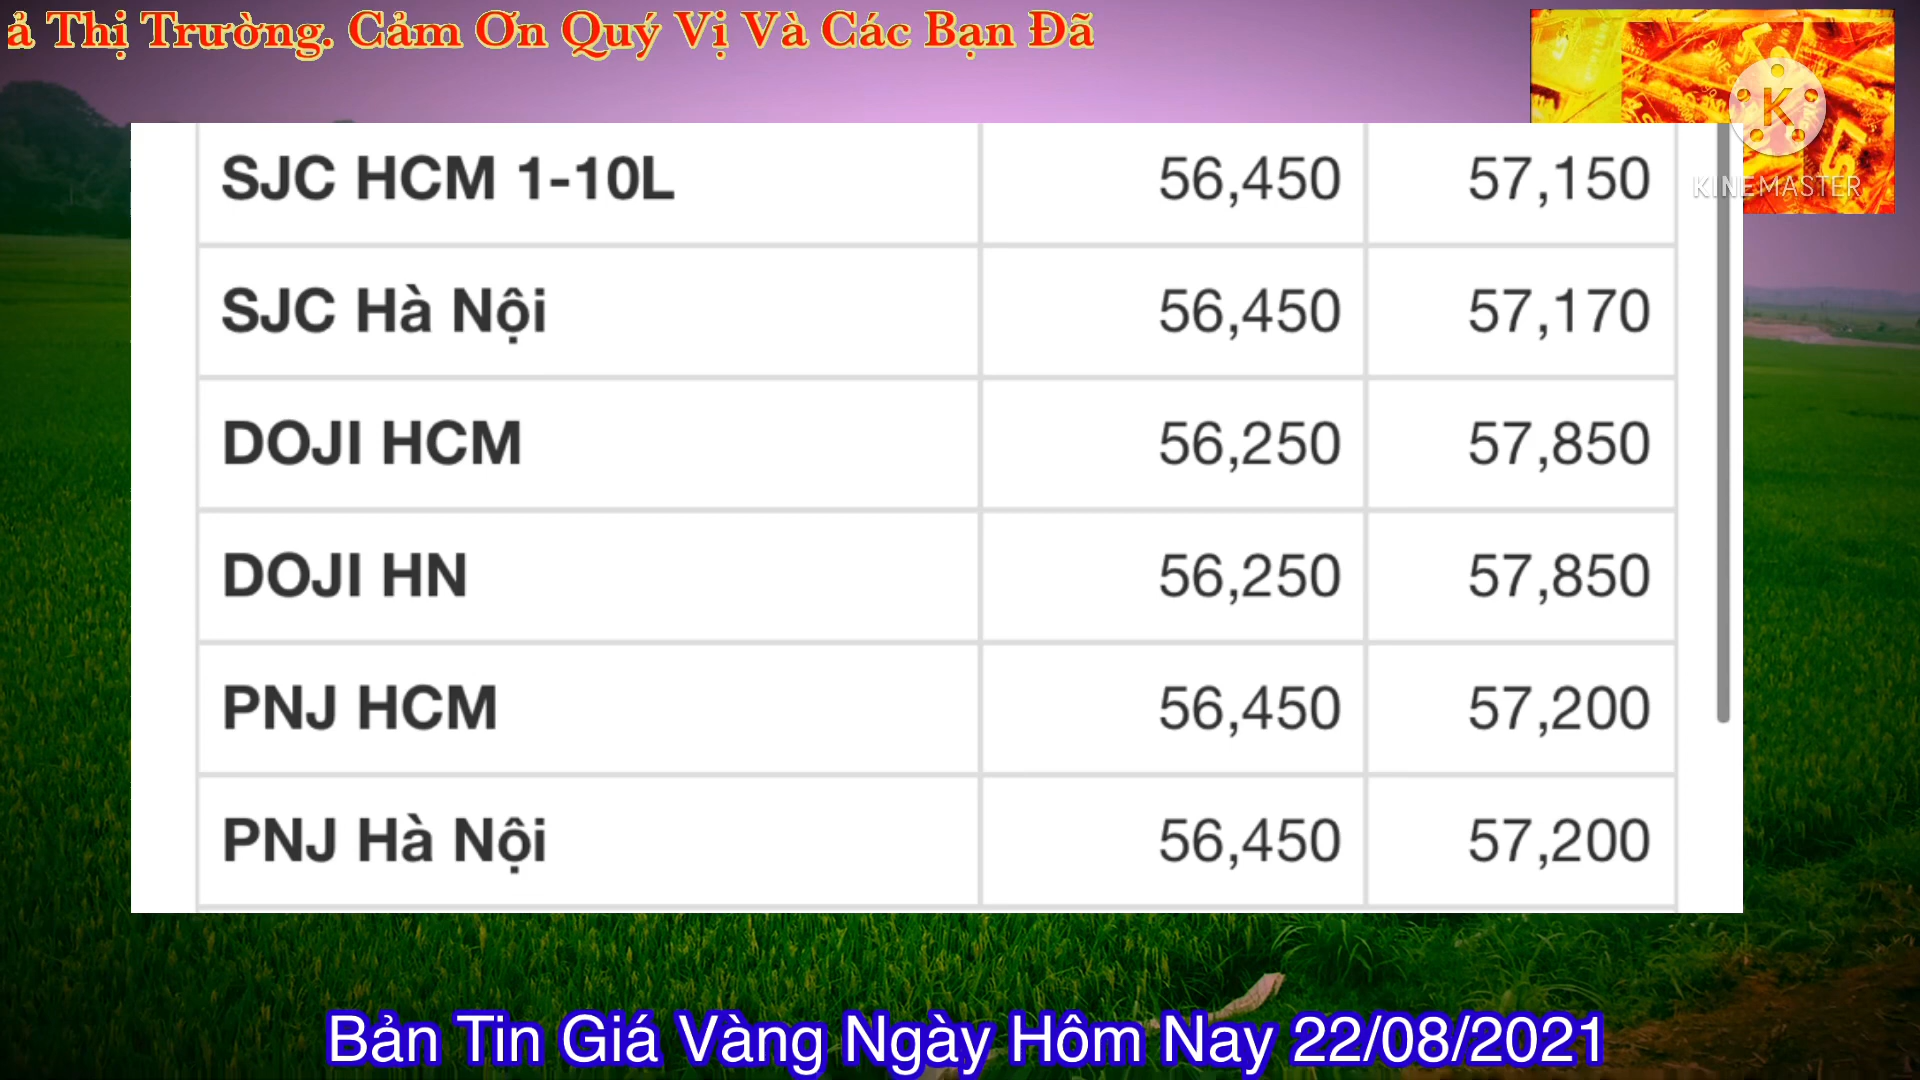 ả Thị Trường. Cảm Ơn Quý Vị Và Các Bạn Đã
K
KINEMASTER
SJC HCM 1-10L 56,450 57,150
SJC Hà Nội 56,450 57,170
DOJI HCM 56,250 57,850
DOJI HN 56,250 57,850
PNJ HCM 56,450 57,200
PNJ Hà Nội 56,450 57,200
Bản Tin Giá Vàng Ngày Hôm Nay 22/08/2021